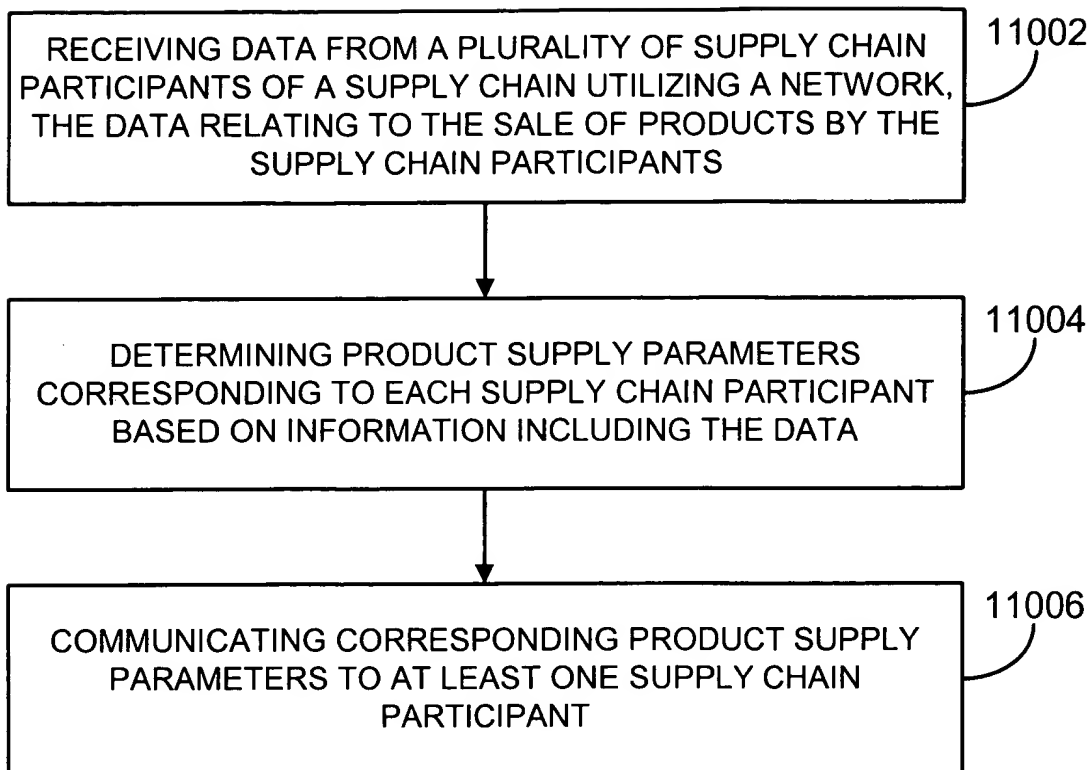 RECEIVING DATA FROM A PLURALITY OF SUPPLY CHAIN
PARTICIPANTS OF A SUPPLY CHAIN UTILIZING A NETWORK,
THE DATA RELATING TO THE SALE OF PRODUCTS BY THE
SUPPLY CHAIN PARTICIPANTS
11002
DETERMINING PRODUCT SUPPLY PARAMETERS
CORRESPONDING TO EACH SUPPLY CHAIN PARTICIPANT
BASED ON INFORMATION INCLUDING THE DATA
11004
COMMUNICATING CORRESPONDING PRODUCT SUPPLY
PARAMETERS TO AT LEAST ONE SUPPLY CHAIN
PARTICIPANT
11006